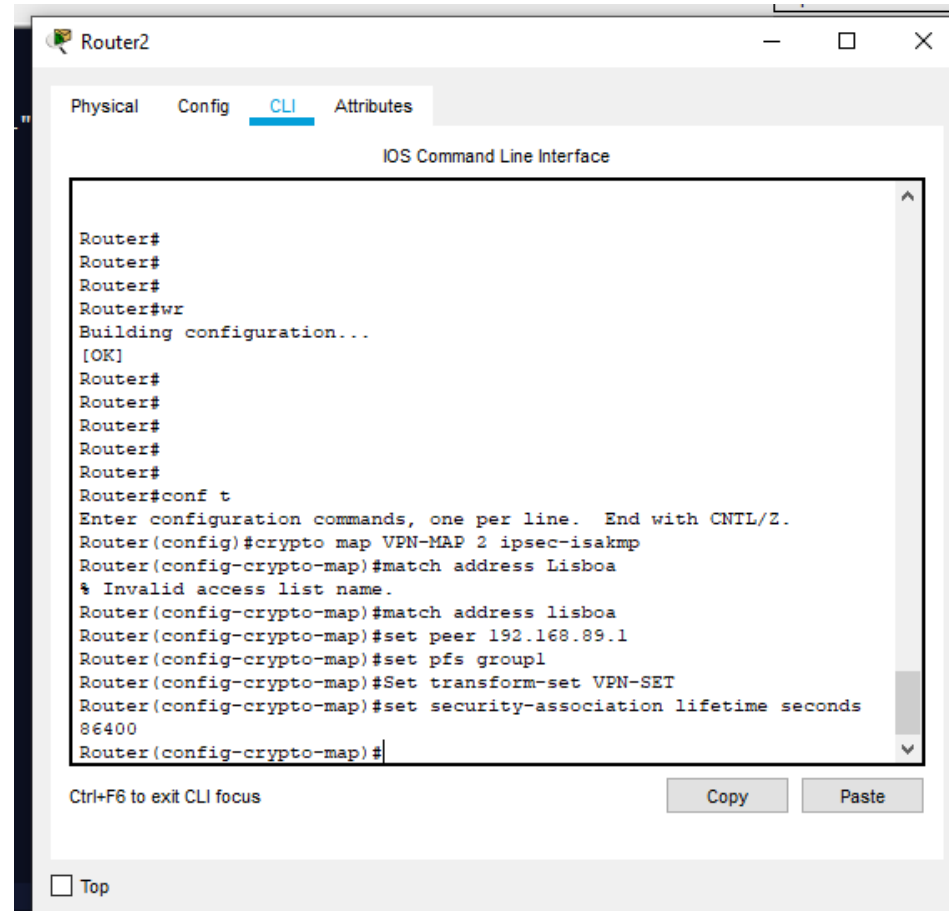 Router2
Physical Config CLI Attributes
IOS Command Line Interface
Router#
Router#
Router#
Router#wr
Building configuration...
[OK]
Router#
Router#
Router#
Router#
Router#
Router#conf t
Enter configuration commands, one per line.  End with CNTL/Z.
Router(config)#crypto map VPN-MAP 2 ipsec-isakmp
Router(config-crypto-map)#match address Lisboa
% Invalid access list name.
Router(config-crypto-map)#match address lisboa
Router(config-crypto-map)#set peer 192.168.89.1
Router(config-crypto-map)#set pfs group1
Router(config-crypto-map)#Set transform-set VPN-SET
Router(config-crypto-map)#set security-association lifetime seconds
86400
Router(config-crypto-map)#
Ctrl+F6 to exit CLI focus
Copy Paste
Top